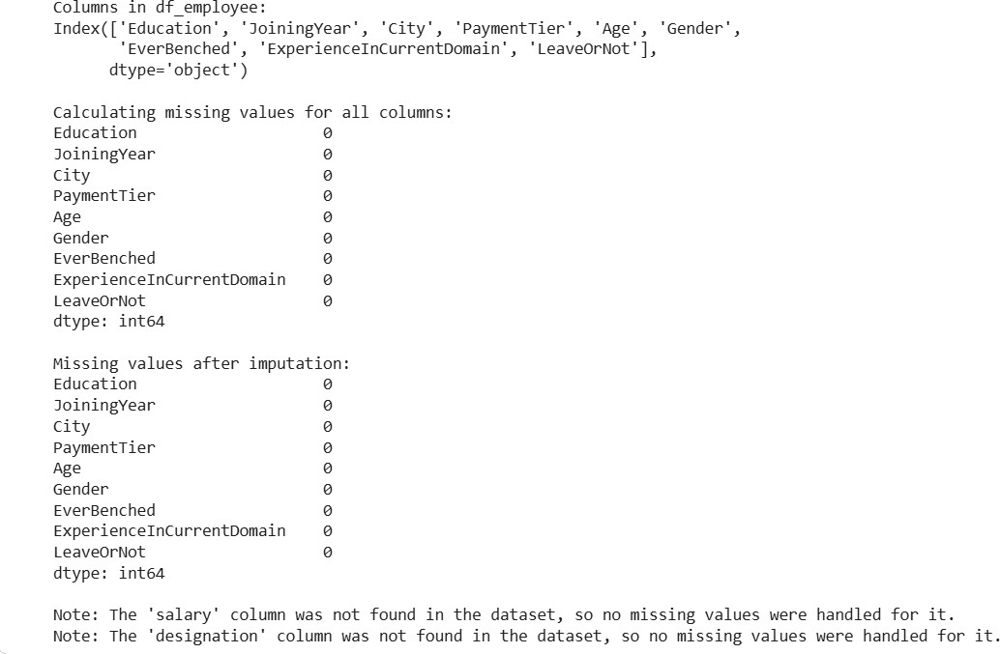 Columns in df_employee:
Index(['Education', 'JoiningYear', 'City', 'PaymentTier', 'Age', 'Gender',
       'EverBenched', 'ExperienceInCurrentDomain', 'LeaveOrNot'],
      dtype='object')

Calculating missing values for all columns:
Education                    0
JoiningYear                  0
City                         0
PaymentTier                  0
Age                          0
Gender                       0
EverBenched                  0
ExperienceInCurrentDomain    0
LeaveOrNot                   0
dtype: int64

Missing values after imputation:
Education                    0
JoiningYear                  0
City                         0
PaymentTier                  0
Age                          0
Gender                       0
EverBenched                  0
ExperienceInCurrentDomain    0
LeaveOrNot                   0
dtype: int64

Note: The 'salary' column was not found in the dataset, so no missing values were handled for it.
Note: The 'designation' column was not found in the dataset, so no missing values were handled for it.